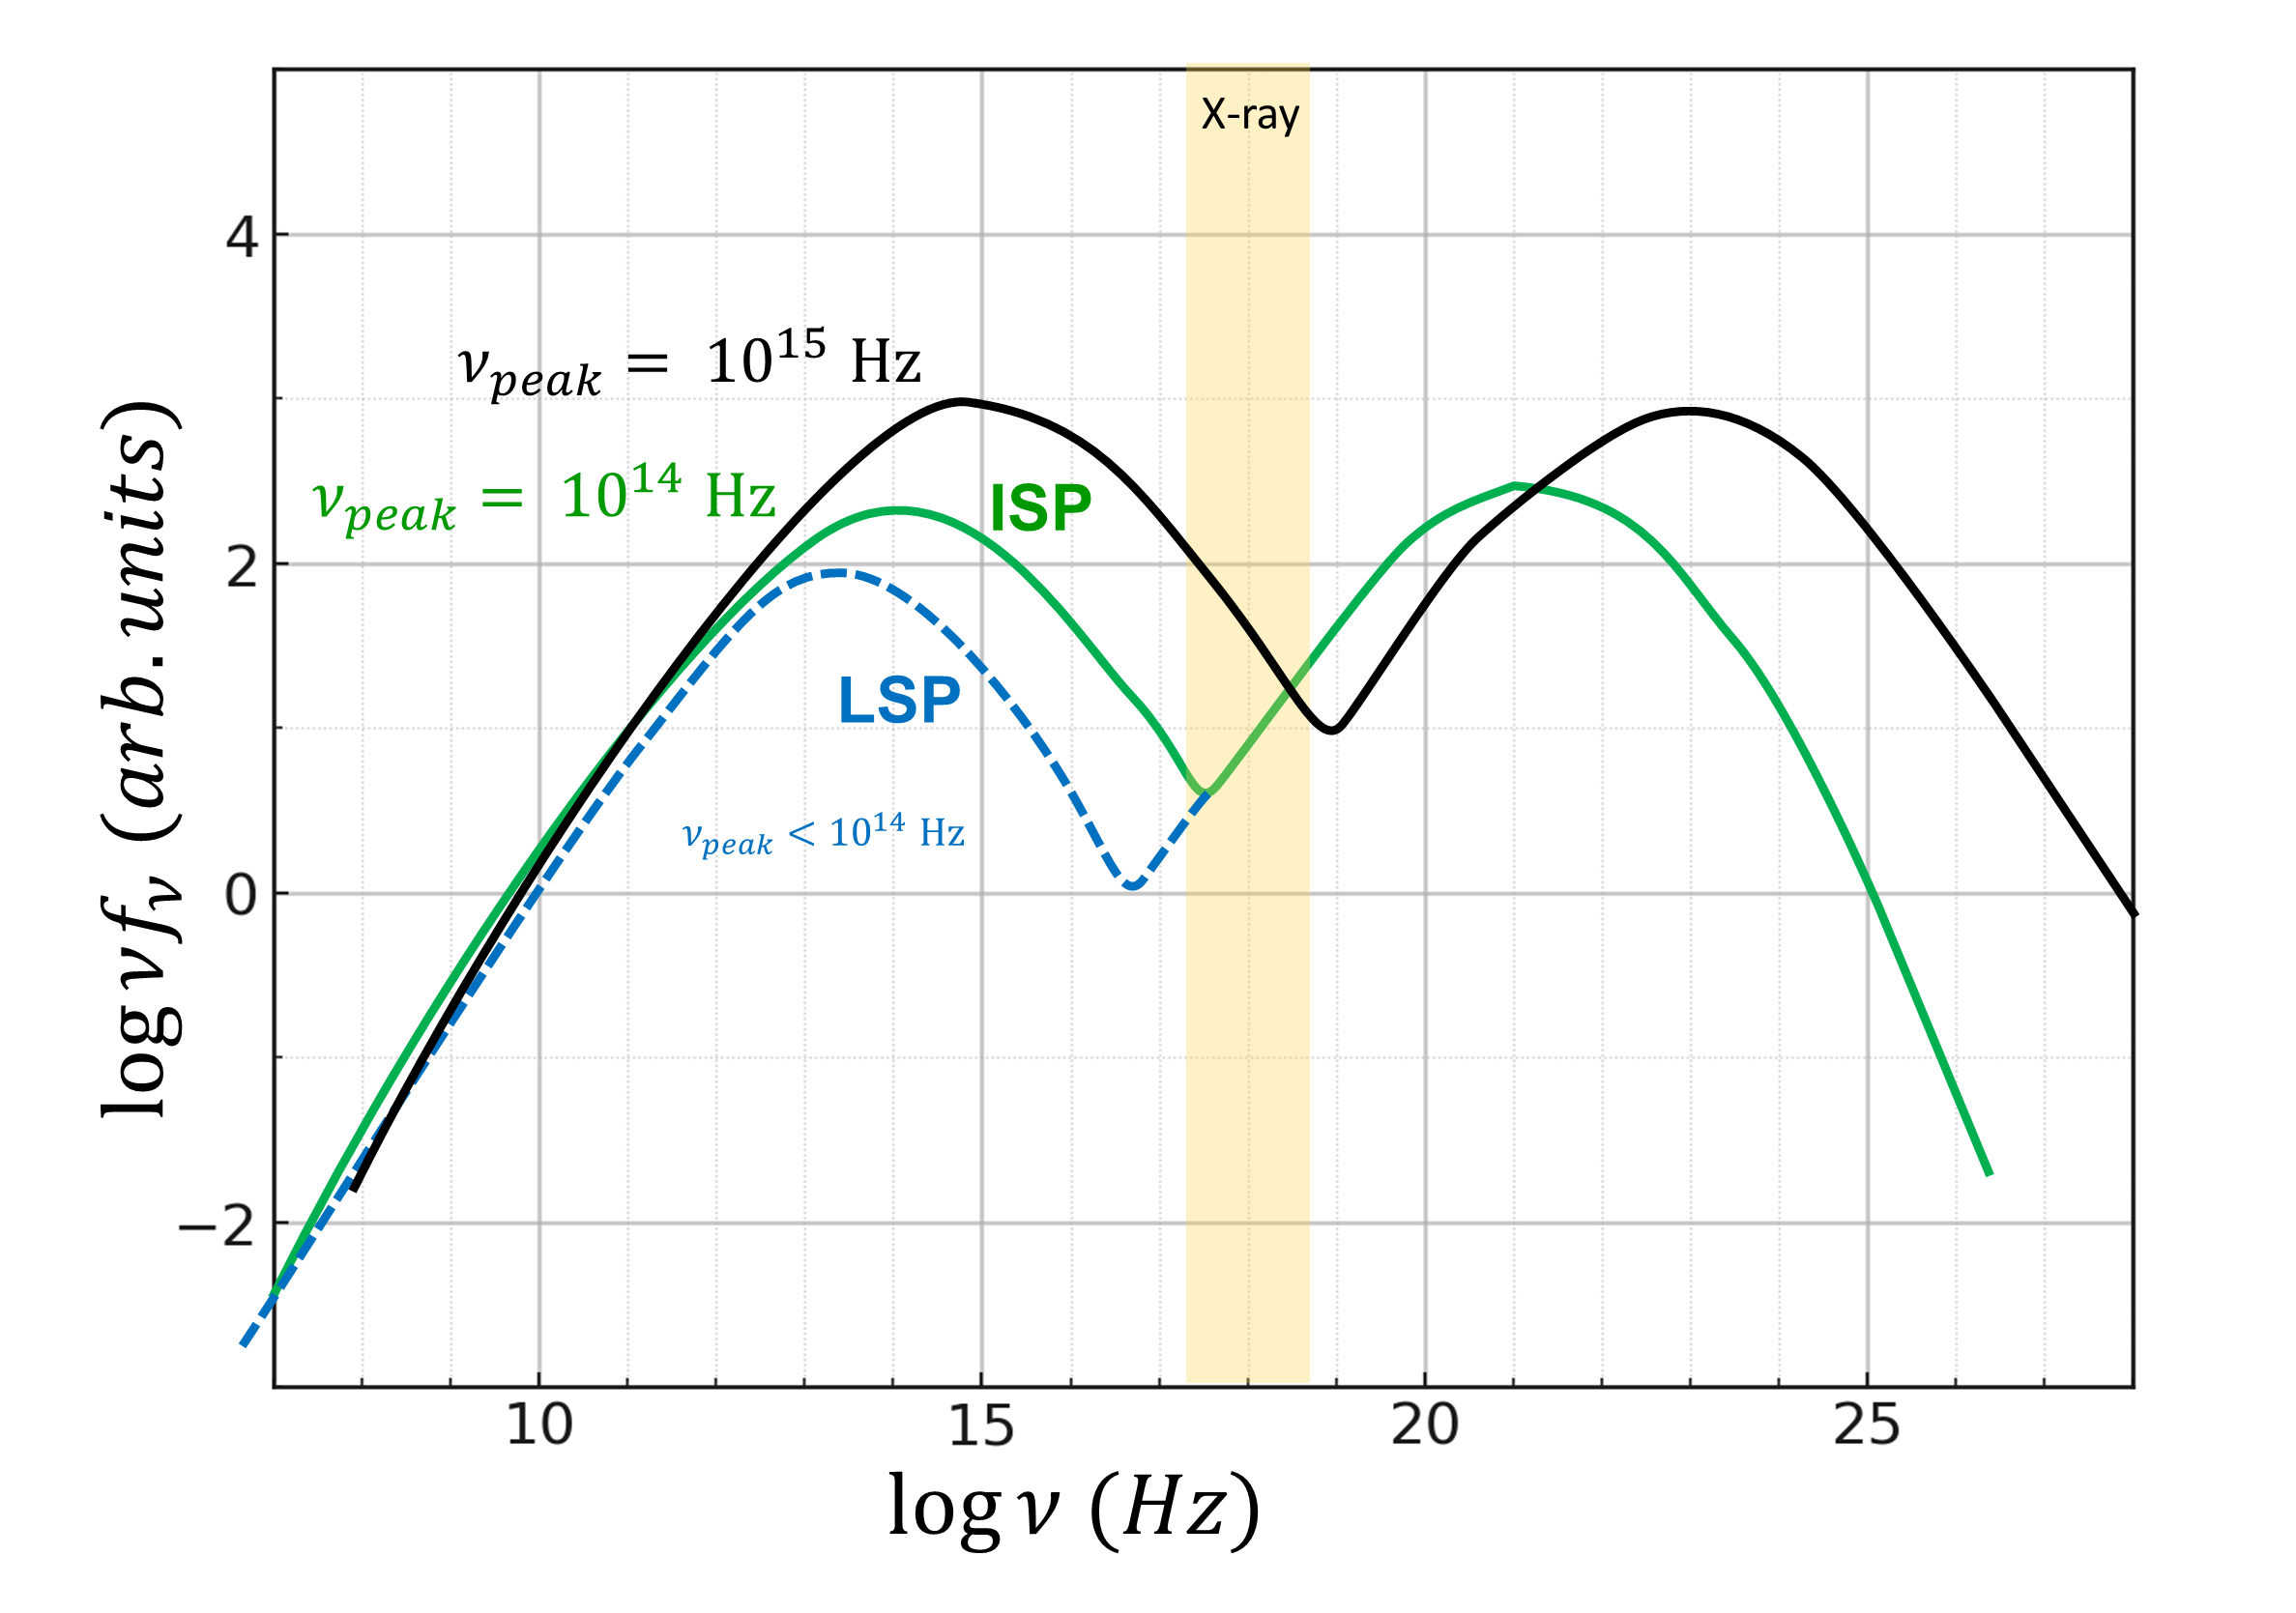 X-ray
4
ν_peak = 10^15 Hz
ν_peak = 10^14 Hz
ISP
2
LSP
ν_peak < 10^14 Hz
0
−2
log ν f_ν (arb. units)
10 15 20 25
log ν (Hz)